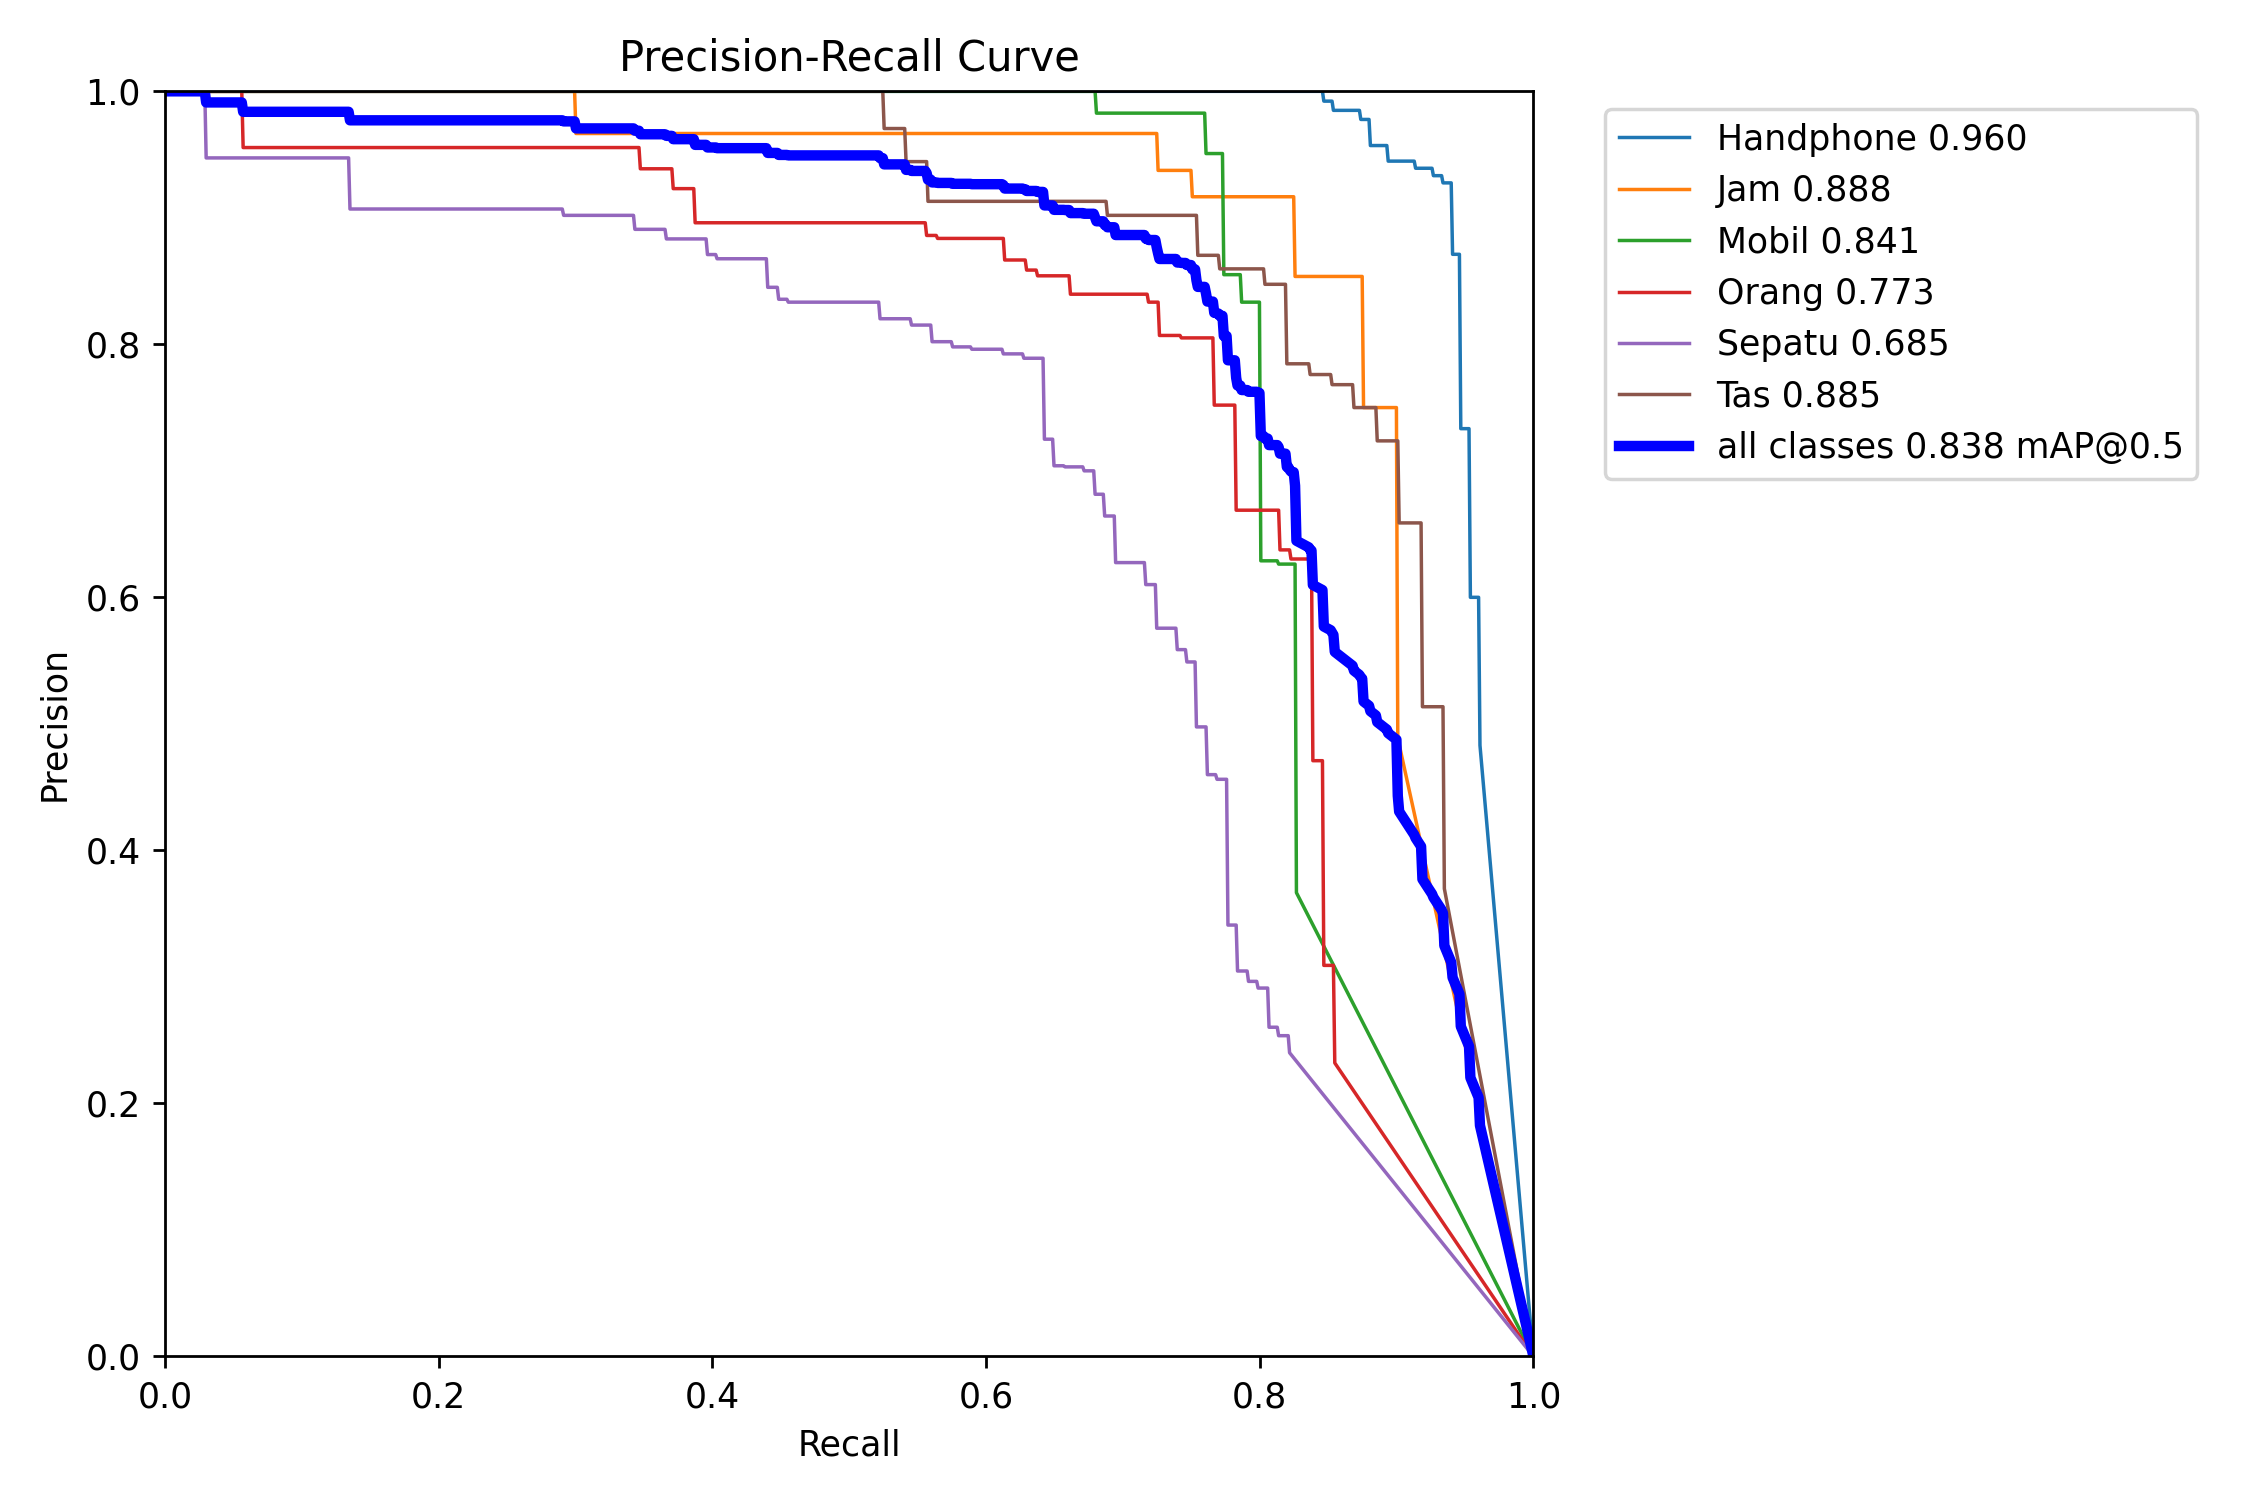 Precision-Recall Curve
1.0
0.8
0.6
0.4
0.2
0.0
Precision
0.0 0.2 0.4 0.6 0.8 1.0
Recall
Handphone 0.960
Jam 0.888
Mobil 0.841
Orang 0.773
Sepatu 0.685
Tas 0.885
all classes 0.838 mAP@0.5